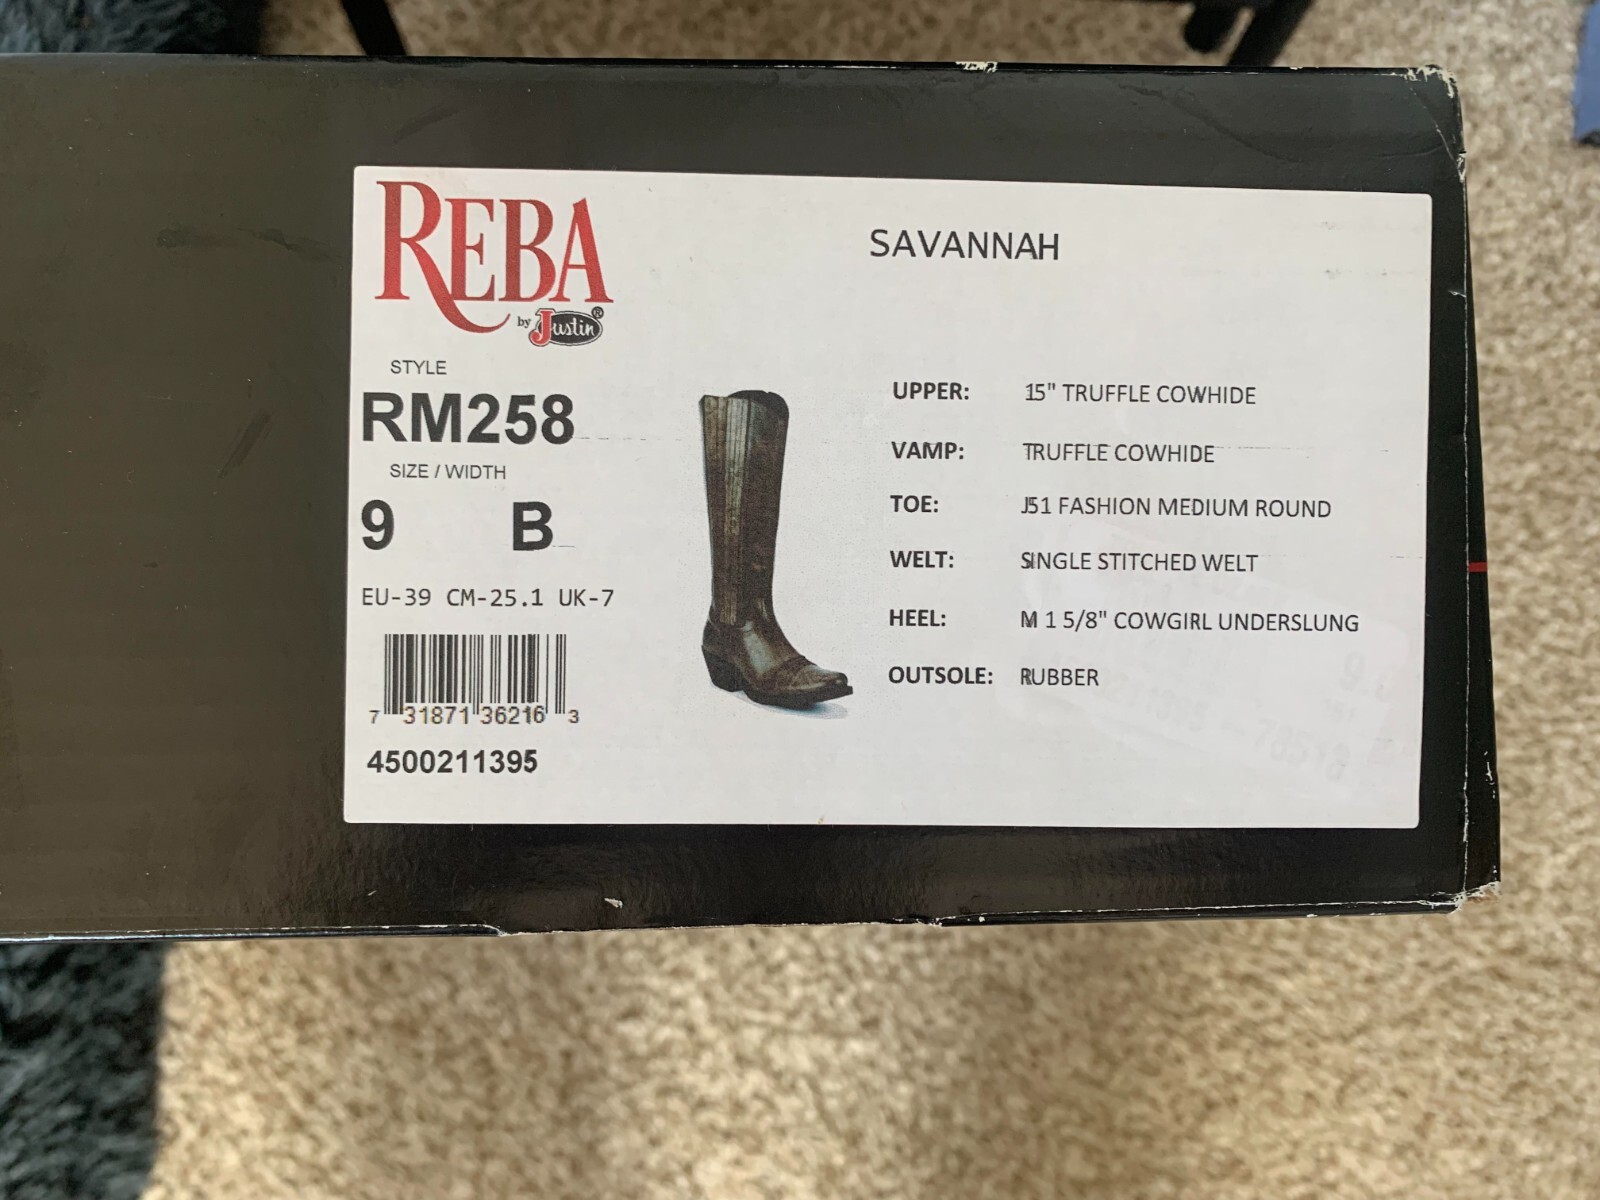 REBA
by Justin®
SAVANNAH
STYLE
RM258
SIZE / WIDTH
9 B
EU-39 CM-25.1 UK-7
7 31871 36216 3
4500211395
UPPER: 15" TRUFFLE COWHIDE
VAMP: TRUFFLE COWHIDE
TOE: J51 FASHION MEDIUM ROUND
WELT: SINGLE STITCHED WELT
HEEL: M 1 5/8" COWGIRL UNDERSLUNG
OUTSOLE: RUBBER